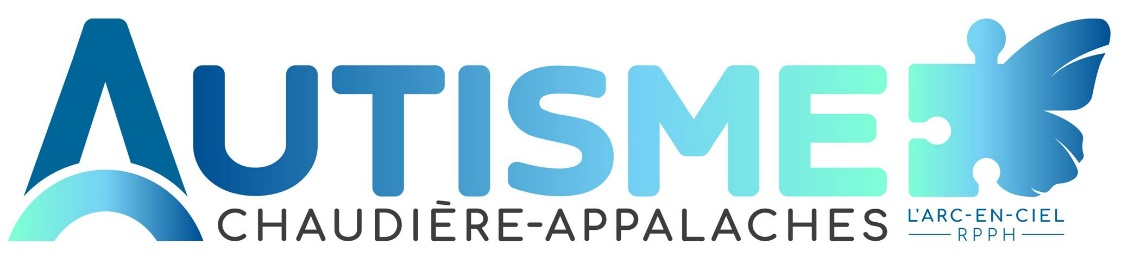 AUTISME
CHAUDIÈRE-APPALACHES
L'ARC-EN-CIEL
RPPH